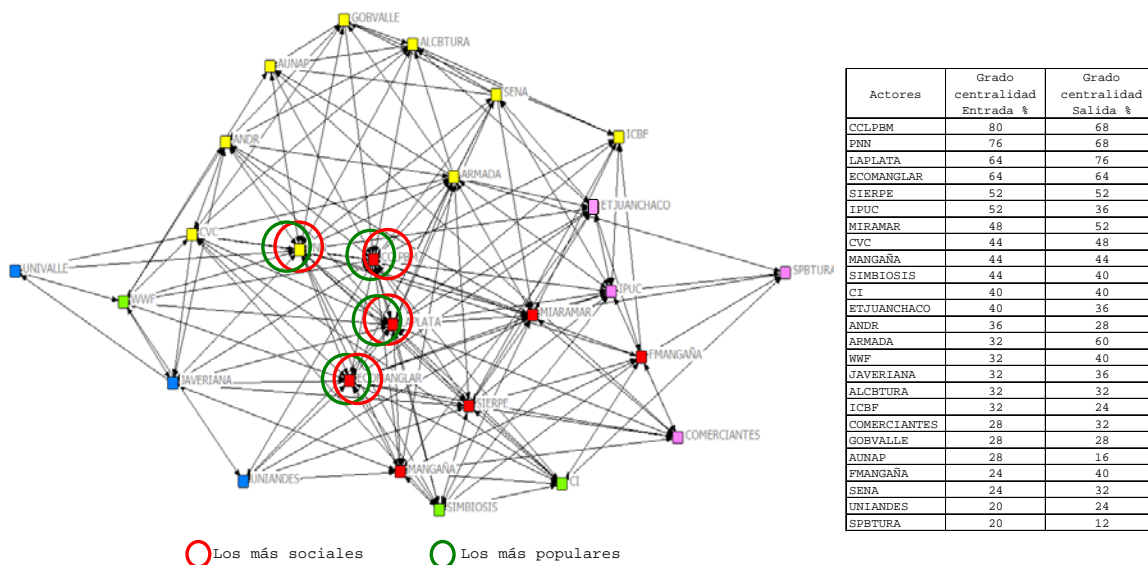 GOBVALLE
ALCBTURA
AUNAP
SENA
ICBF
ANDR
ARMADA
ETJUANCHACO
CVC
CCLPBM
UNIVALLE
SPBTURA
WWF
IPUC
MIARAMAR
LAPLATA
FMANGAÑA
JAVERIANA
ECOMANGLAR
SIERPE
COMERCIANTES
MANGAÑA
UNIANDES
CI
SIMBIOSIS
Los más sociales
Los más populares
Actores Grado centralidad Entrada % Grado centralidad Salida %
CCLPBM 80 68
PNN 76 68
LAPLATA 64 76
ECOMANGLAR 64 64
SIERPE 52 52
IPUC 52 36
MIRAMAR 48 52
CVC 44 48
MANGAÑA 44 44
SIMBIOSIS 44 40
CI 40 40
ETJUANCHACO 40 36
ANDR 36 28
ARMADA 32 60
WWF 32 40
JAVERIANA 32 36
ALCBTURA 32 32
ICBF 32 24
COMERCIANTES 28 32
GOBVALLE 28 28
AUNAP 28 16
FMANGAÑA 24 40
SENA 24 32
UNIANDES 20 24
SPBTURA 20 12